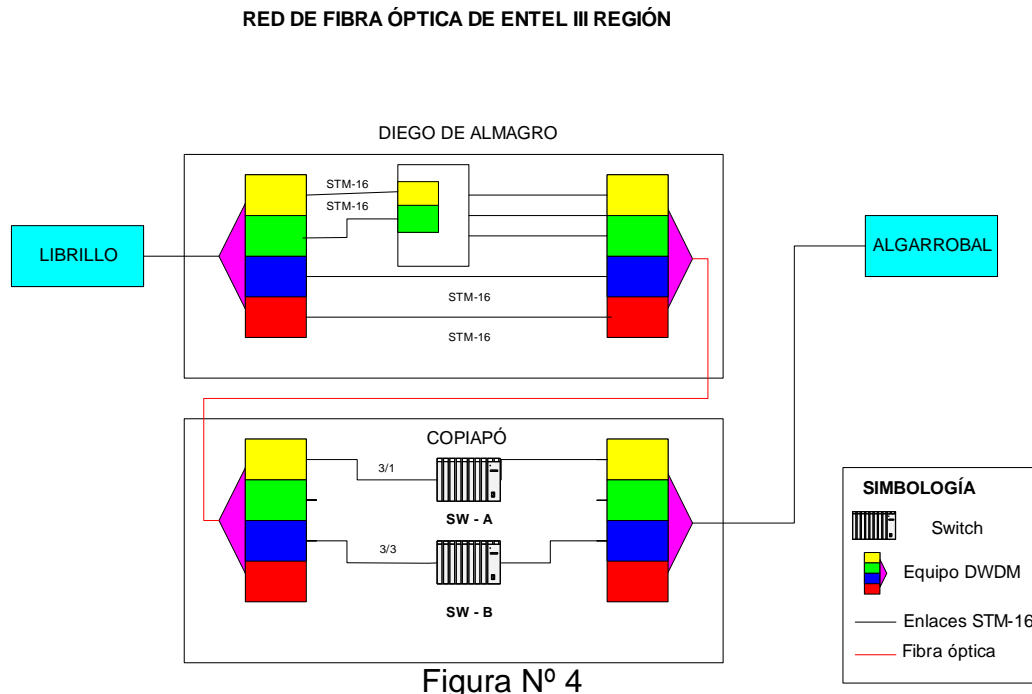 RED DE FIBRA ÓPTICA DE ENTEL III REGIÓN
DIEGO DE ALMAGRO
STM-16
STM-16
LIBRILLO
ALGARROBAL
STM-16
STM-16
COPIAPÓ
3/1
SW - A
3/3
SW - B
SIMBOLOGÍA
Switch
Equipo DWDM
Enlaces STM-16
Fibra óptica
Figura Nº 4